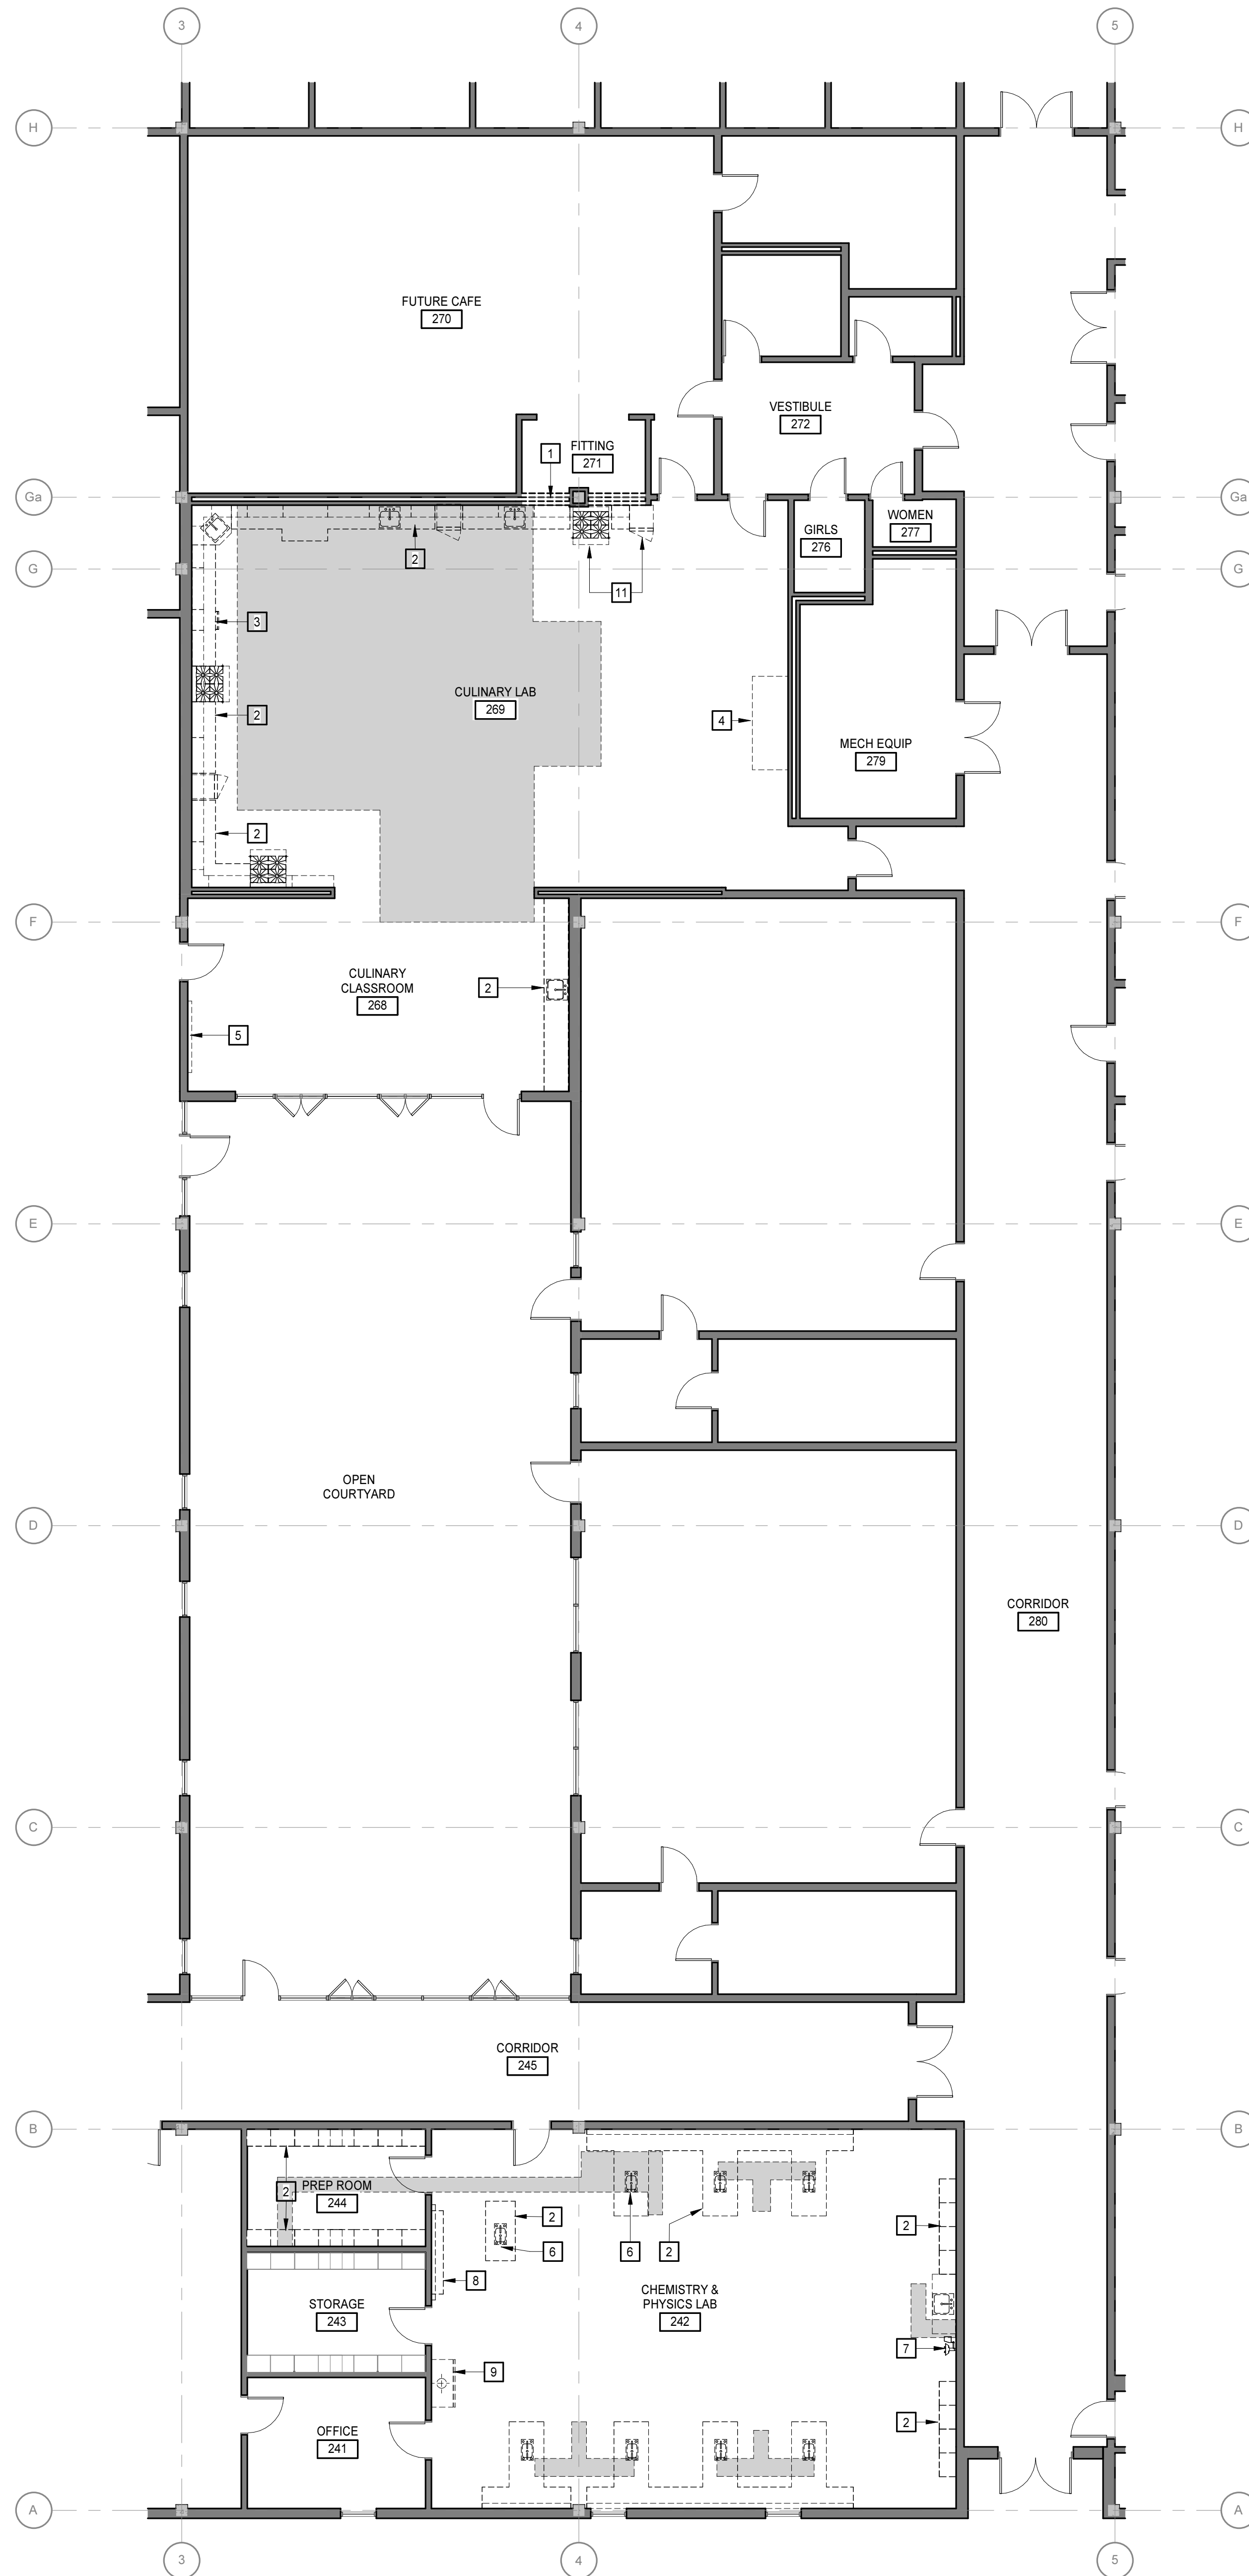 3
4
5
H
H
FUTURE CAFE
270
VESTIBULE
272
FITTING
271
1
Ga
Ga
WOMEN
277
GIRLS
276
2
G
G
11
3
CULINARY LAB
269
2
4
MECH EQUIP
279
2
F
F
CULINARY
CLASSROOM
268
2
5
E
E
OPEN
COURTYARD
D
D
CORRIDOR
280
C
C
CORRIDOR
245
B
B
2
PREP ROOM
244
2
2
2
6
6
2
8
CHEMISTRY &
PHYSICS LAB
242
STORAGE
243
7
9
2
OFFICE
241
A
A
3
4
5